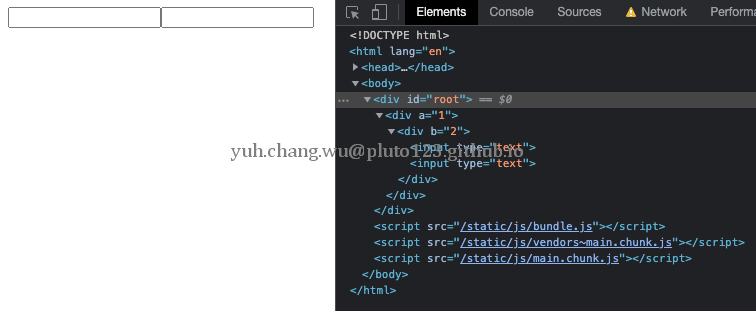 Elements Console Sources Network Performa
<!DOCTYPE html>
<html lang="en">
<head>…</head>
<body>
<div id="root"> == $0
<div a="1">
<div b="2">
<input type="text">
<input type="text">
</div>
</div>
</div>
<script src="/static/js/bundle.js"></script>
<script src="/static/js/vendors~main.chunk.js"></script>
<script src="/static/js/main.chunk.js"></script>
</body>
</html>
yuh.chang.wu@pluto123.github.io